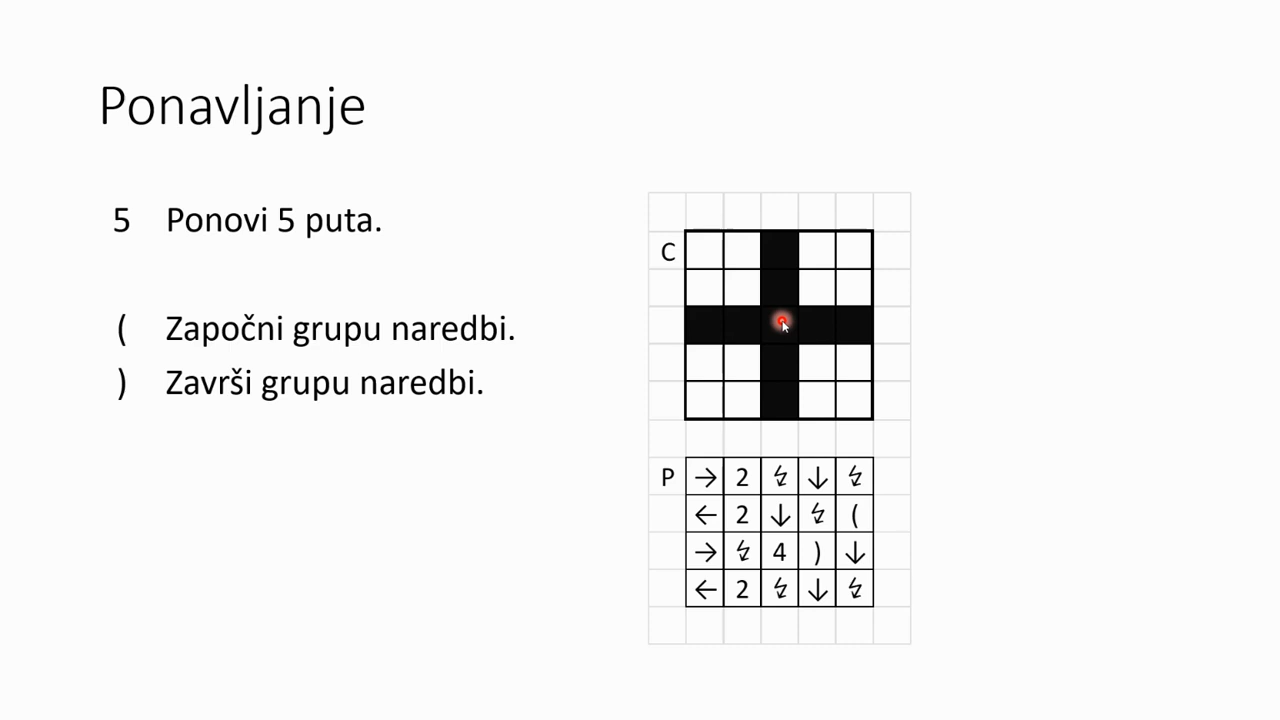 Ponavljanje
5 Ponovi 5 puta.
( Započni grupu naredbi.
) Završi grupu naredbi.
C
P → 2 ↯ ↓ ↯
← 2 ↓ ↯ (
→ ↯ 4 ) ↓
← 2 ↯ ↓ ↯